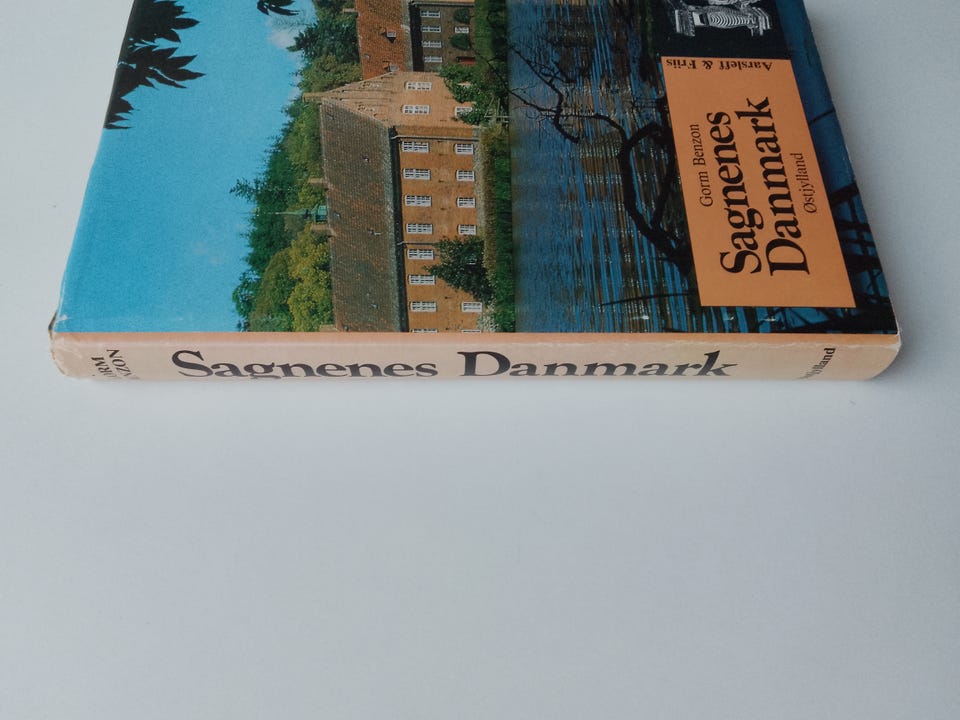 Gorm Benzon
Sagnenes
Danmark
Østjylland
Aarsleff & Friis
Sagnenes Danmark